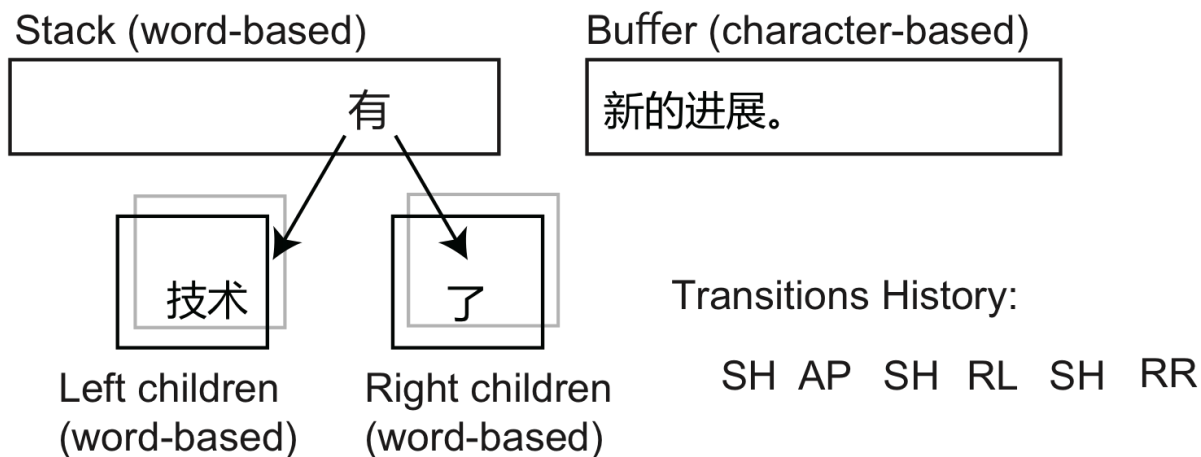 Stack (word-based)
Buffer (character-based)
有
新的进展。
技术
了
Transitions History:
SH AP SH RL SH RR
Left children
(word-based)
Right children
(word-based)